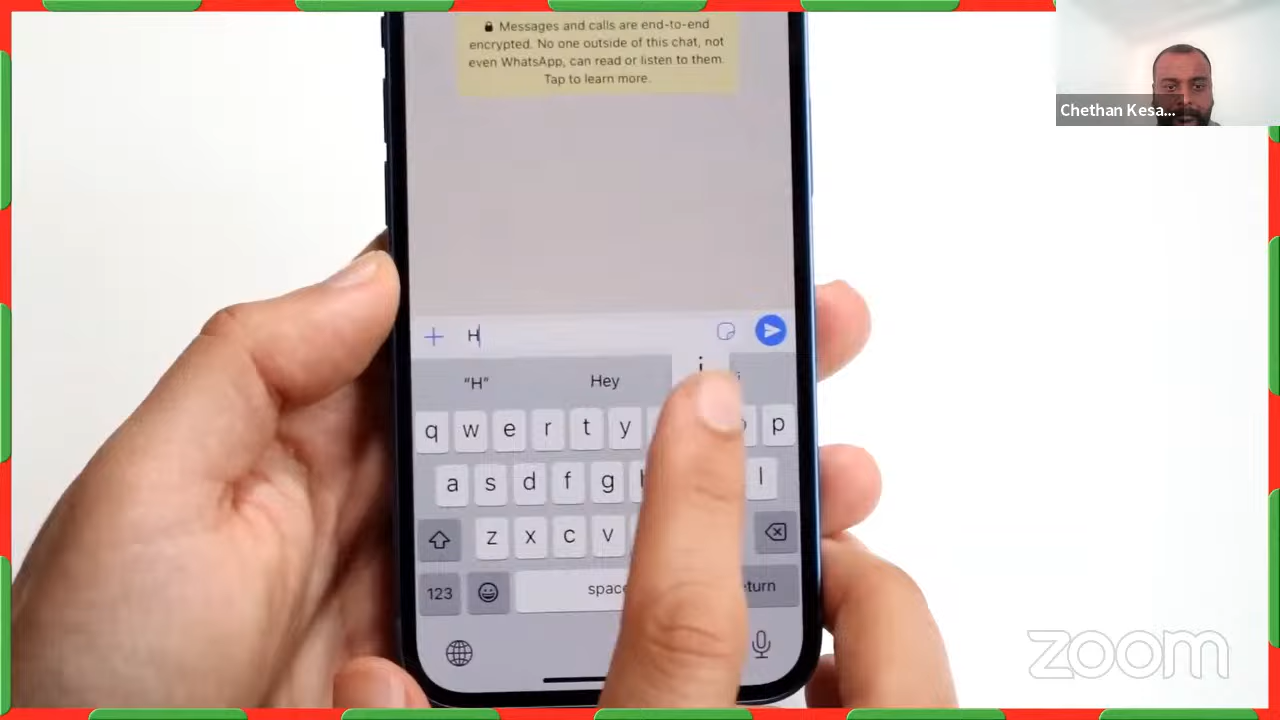 Messages and calls are end-to-end
encrypted. No one outside of this chat, not
even WhatsApp, can read or listen to them.
Tap to learn more.
Chethan Kesa...
H
"H" Hey
i
q w e r t y p
a s d f g l
z x c v
123 space
zoom